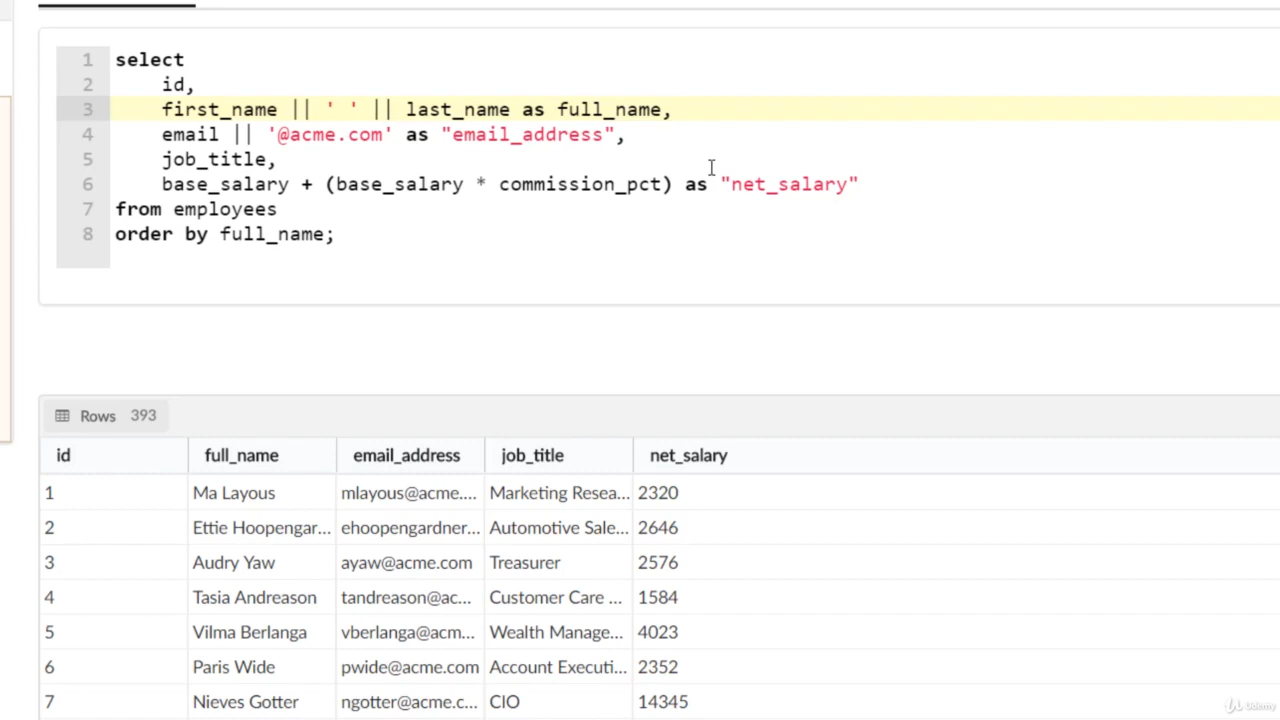 1 select
2 id,
3 first_name || ' ' || last_name as full_name,
4 email || '@acme.com' as "email_address",
5 job_title,
6 base_salary + (base_salary * commission_pct) as "net_salary"
7 from employees
8 order by full_name;
Rows 393
id full_name email_address job_title net_salary
1 Ma Layous mlayous@acme.... Marketing Resea... 2320
2 Ettie Hoopengar... ehoopengardner... Automotive Sale... 2646
3 Audry Yaw ayaw@acme.com Treasurer 2576
4 Tasia Andreason tandreason@ac... Customer Care ... 1584
5 Vilma Berlanga vberlanga@acm... Wealth Manage... 4023
6 Paris Wide pwide@acme.com Account Executi... 2352
7 Nieves Gotter ngotter@acme.c... CIO 14345
Udemy